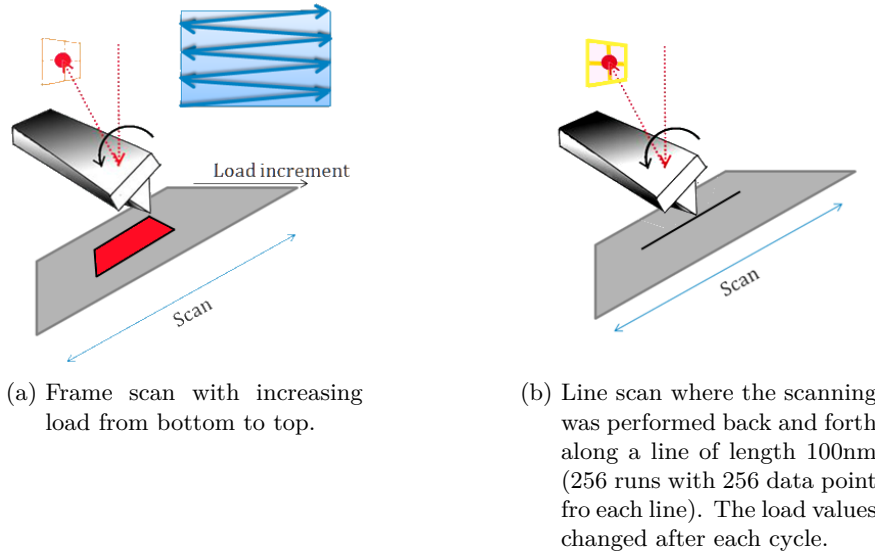 Load increment
Scan
(a) Frame scan with increasing
load from bottom to top.
Scan
(b) Line scan where the scanning
was performed back and forth
along a line of length 100nm
(256 runs with 256 data point
fro each line). The load values
changed after each cycle.